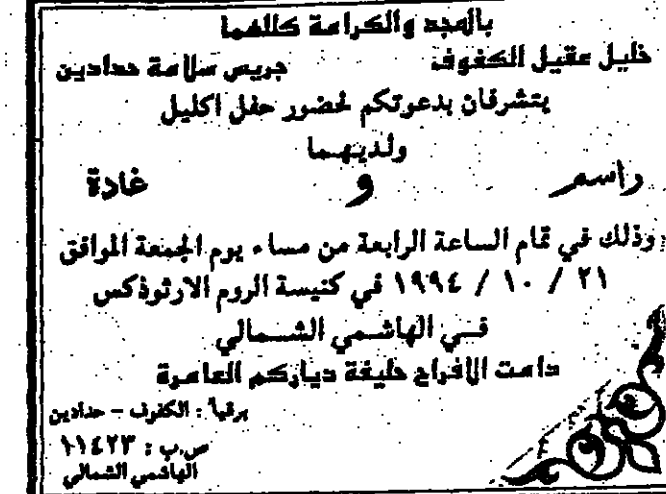 بالمجد والكرامة كللهما
خليل عقيل الكفوف جريس سلامة حدادين
يتشرفان بدعوتكم لحضور حفل اكليل
ولديهما
راسم و غادة
وذلك في تمام الساعة الرابعة من مساء يوم الجمعة الموافق
٢١ / ١٠ / ١٩٩٤ في كنيسة الروم الارثوذكس
في الهاشمي الشمالي
دامت الافراح حليفة دياركم العامرة
برقيا : الكفوف - حدادين
ص.ب : ١١٤٢٣
الهاشمي الشمالي